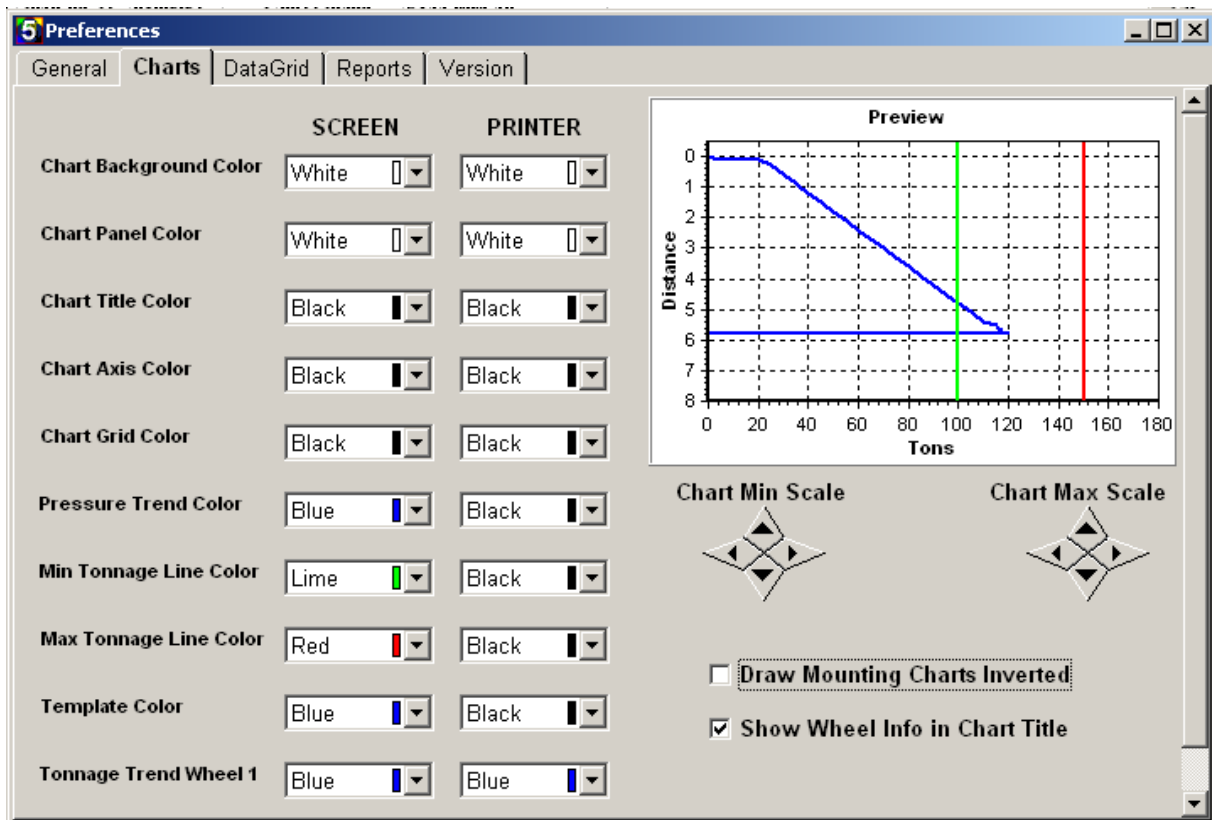 5 Preferences
General Charts DataGrid Reports Version
SCREEN PRINTER
Chart Background Color White White
Chart Panel Color White White
Chart Title Color Black Black
Chart Axis Color Black Black
Chart Grid Color Black Black
Pressure Trend Color Blue Black
Min Tonnage Line Color Lime Black
Max Tonnage Line Color Red Black
Template Color Blue Black
Tonnage Trend Wheel 1 Blue Blue
Preview
Distance
0
1
2
3
4
5
6
7
8
0 20 40 60 80 100 120 140 160 180
Tons
Chart Min Scale Chart Max Scale
Draw Mounting Charts Inverted
Show Wheel Info in Chart Title